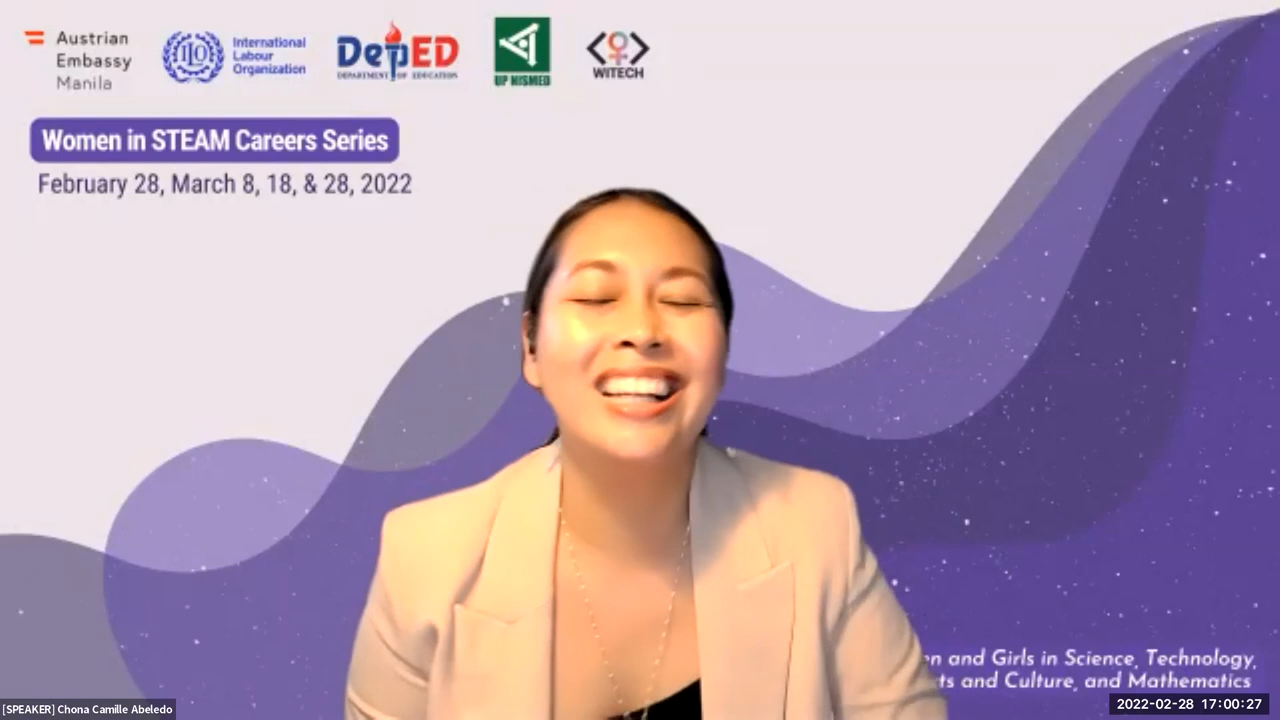 Austrian
Embassy
Manila
International
Labour
Organization
ILO
DepED
DEPARTMENT OF EDUCATION
UP NISMED
WITECH
Women in STEAM Careers Series
February 28, March 8, 18, & 28, 2022
en and Girls in Science, Technology,
ts and Culture, and Mathematics
[SPEAKER] Chona Camille Abeledo
2022-02-28 17:00:27